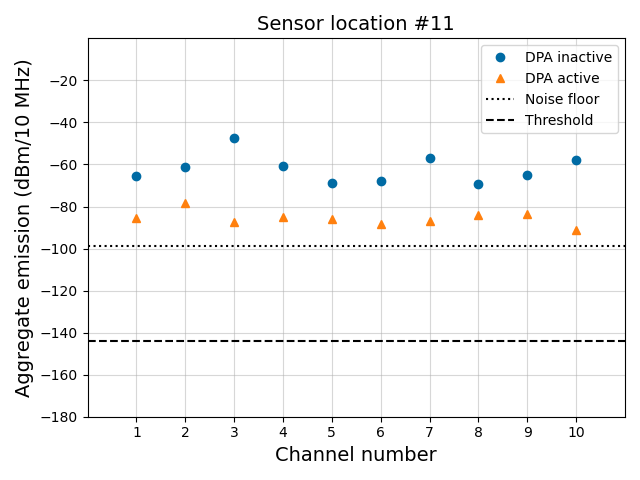 Sensor location #11
DPA inactive
DPA active
Noise floor
Threshold
Aggregate emission (dBm/10 MHz)
−20
−40
−60
−80
−100
−120
−140
−160
−180
1 2 3 4 5 6 7 8 9 10
Channel number